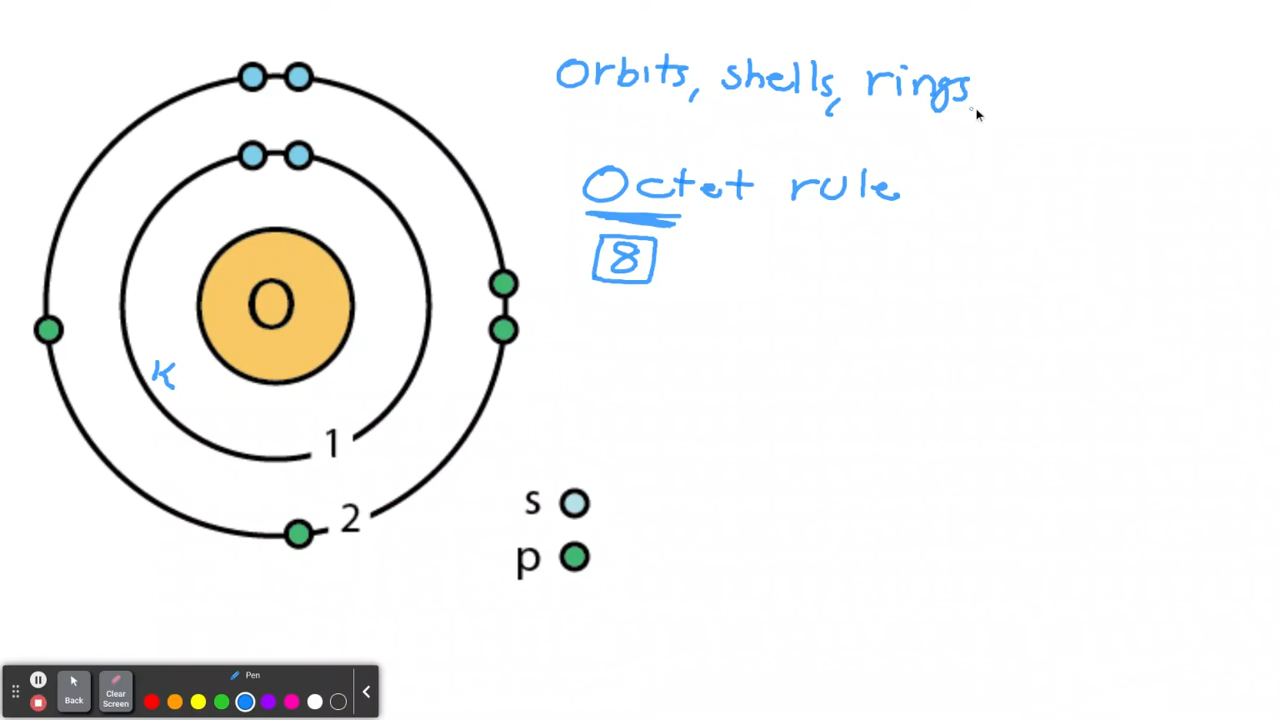 Orbits, shells, rings
Octet rule
8
O
K
1
2
s
p
Pen
Back
Clear
Screen